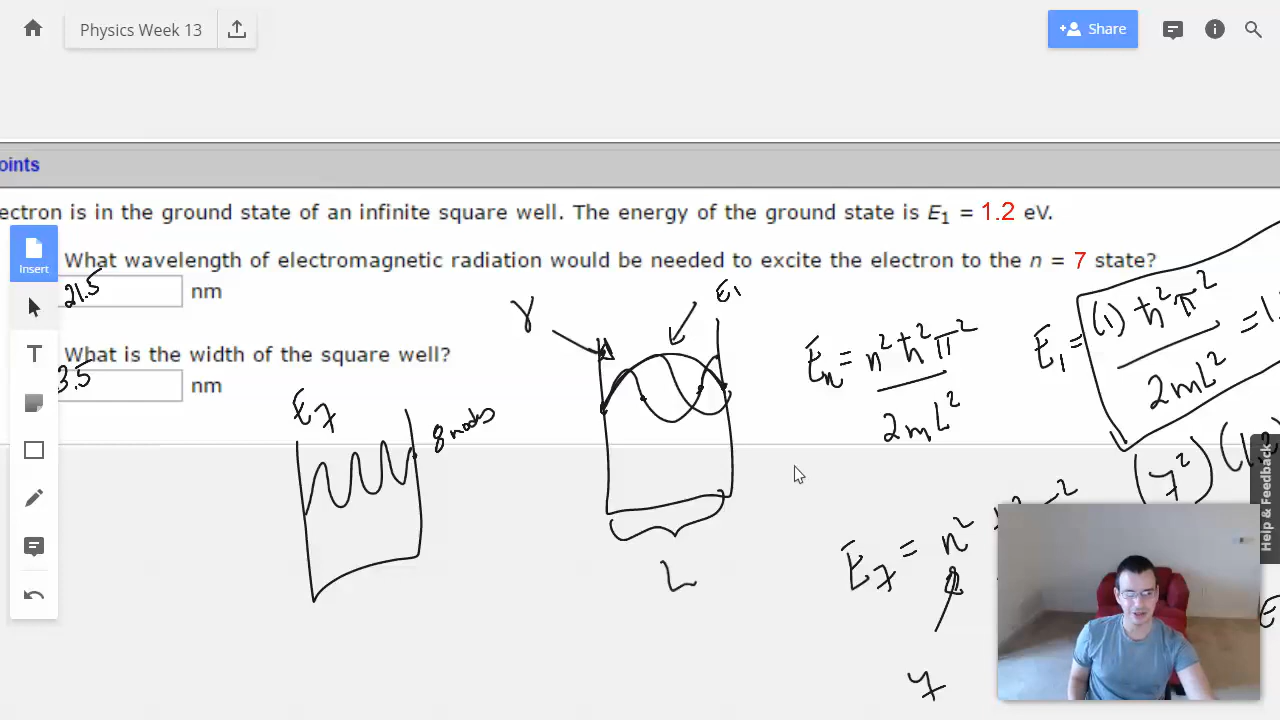 Physics Week 13
Share
oints
ectron is in the ground state of an infinite square well. The energy of the ground state is E₁ = 1.2 eV.
Insert
What wavelength of electromagnetic radiation would be needed to excite the electron to the n = 7 state?
21.5 nm
What is the width of the square well?
3.5 nm
γ
E₁
Eₙ = n²ħ²π² / 2mL²
E₁ = (1)ħ²π² / 2mL² = 1.
E₇
8 nodes
(7²)(1.2
L
E₇ = n²
7
Help & Feedback